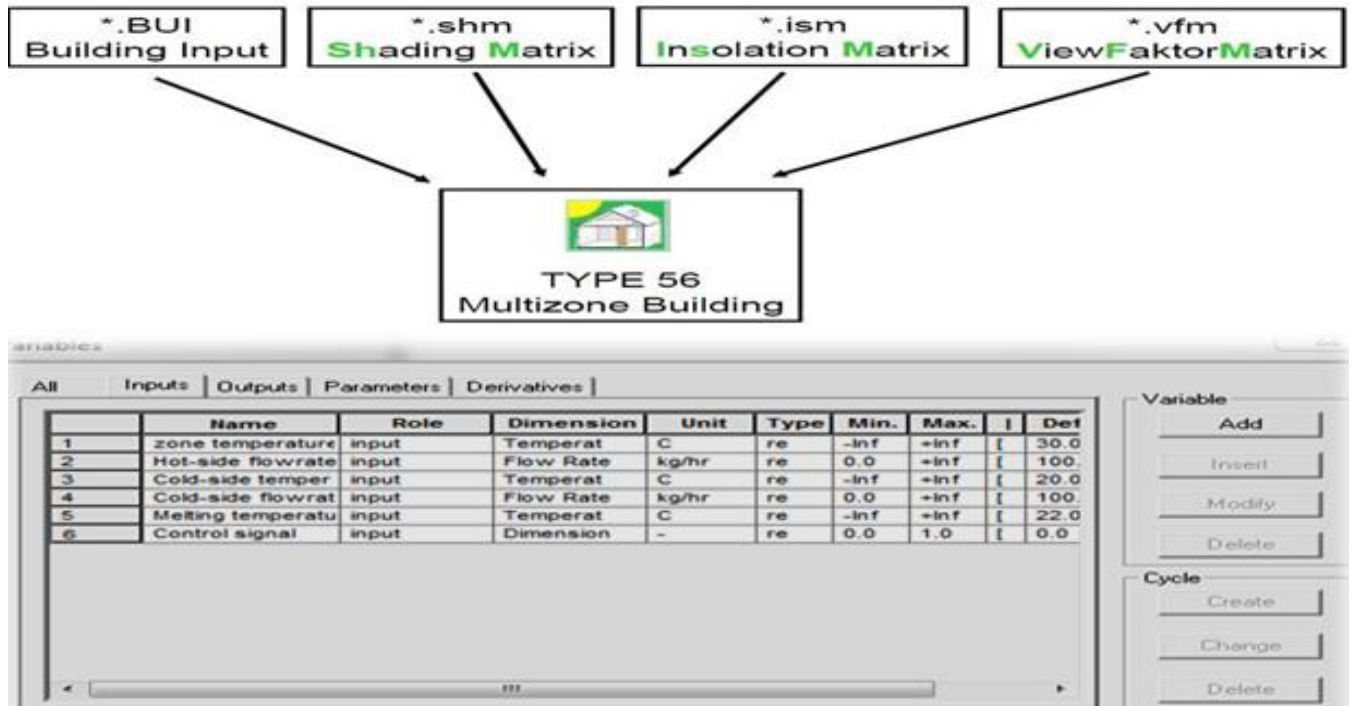 *.BUI
Building Input
*.shm
Shading Matrix
*.ism
Insolation Matrix
*.vfm
ViewFaktorMatrix
TYPE 56
Multizone Building
ariables
All Inputs Outputs Parameters Derivatives
Name Role Dimension Unit Type Min. Max. Def
1 zone temperature input Temperat C re -Inf +Inf [ 30.0
2 Hot-side flowrate input Flow Rate kg/hr re 0.0 +Inf [ 100.
3 Cold-side temper input Temperat C re -Inf +Inf [ 20.0
4 Cold-side flowrat input Flow Rate kg/hr re 0.0 +Inf [ 100.
5 Melting temperatu input Temperat C re -Inf +Inf [ 22.0
6 Control signal input Dimension - re 0.0 1.0 [ 0.0
Variable
Add
Insert
Modify
Delete
Cycle
Create
Change
Delete